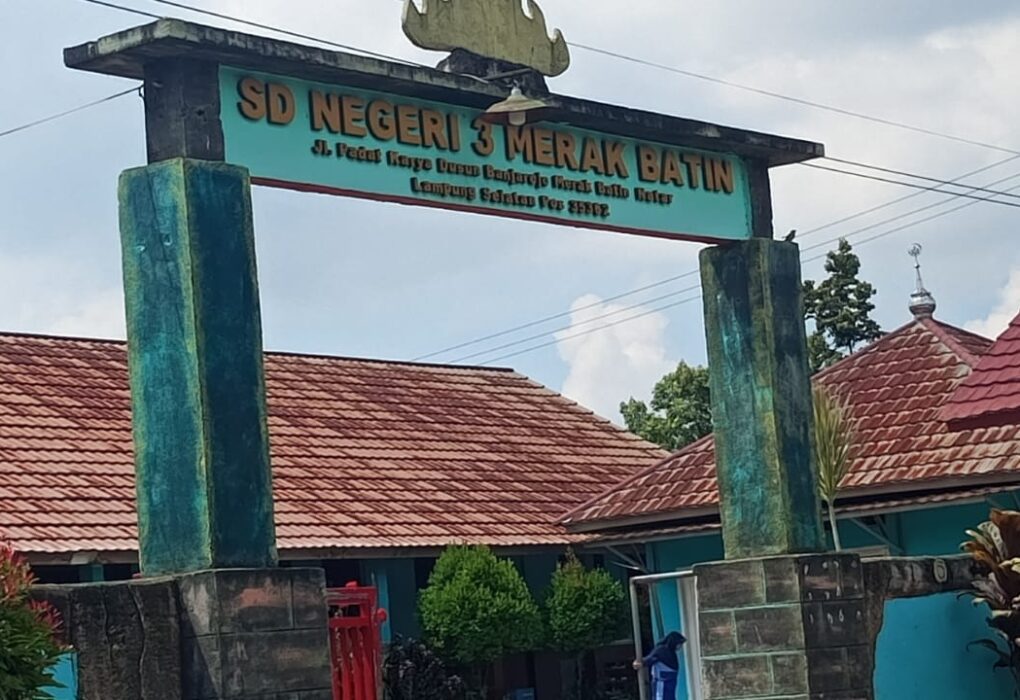 SD NEGERI 3 MERAK BATIN
Jl. Padat Karya Dusun Banjarejo Merak Batin Natar
Lampung Selatan Pos 35362